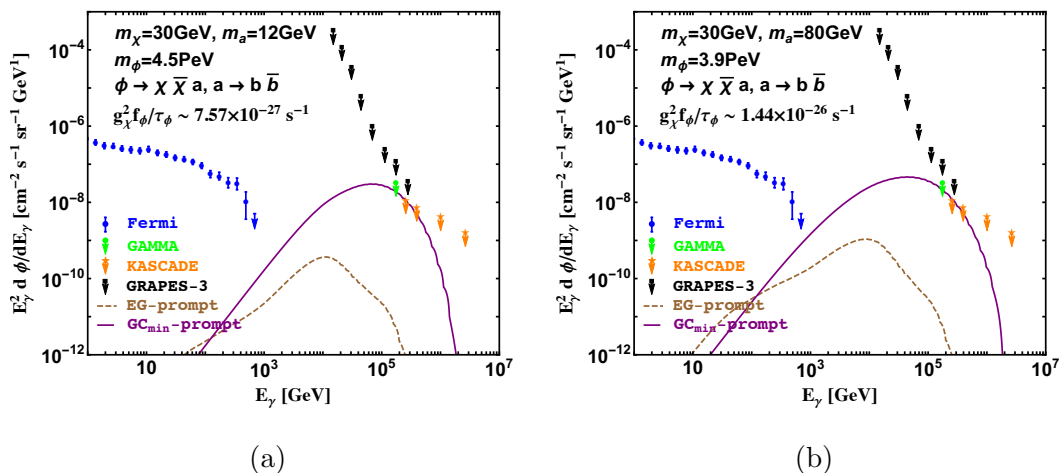 E_γ² d ϕ/dE_γ [cm⁻² s⁻¹ sr⁻¹ GeV¹]
10⁻⁴
10⁻⁶
10⁻⁸
10⁻¹⁰
10⁻¹²
m_χ=30GeV, m_a=12GeV
m_ϕ=4.5PeV
ϕ → χ χ̅ a, a → b b̅
g_χ² f_ϕ/τ_ϕ ~ 7.57×10⁻²⁷ s⁻¹
Fermi
GAMMA
KASCADE
GRAPES-3
EG-prompt
GC_min-prompt
10 10³ 10⁵ 10⁷
E_γ [GeV]
(a)
E_γ² d ϕ/dE_γ [cm⁻² s⁻¹ sr⁻¹ GeV¹]
10⁻⁴
10⁻⁶
10⁻⁸
10⁻¹⁰
10⁻¹²
m_χ=30GeV, m_a=80GeV
m_ϕ=3.9PeV
ϕ → χ χ̅ a, a → b b̅
g_χ² f_ϕ/τ_ϕ ~ 1.44×10⁻²⁶ s⁻¹
Fermi
GAMMA
KASCADE
GRAPES-3
EG-prompt
GC_min-prompt
10 10³ 10⁵ 10⁷
E_γ [GeV]
(b)